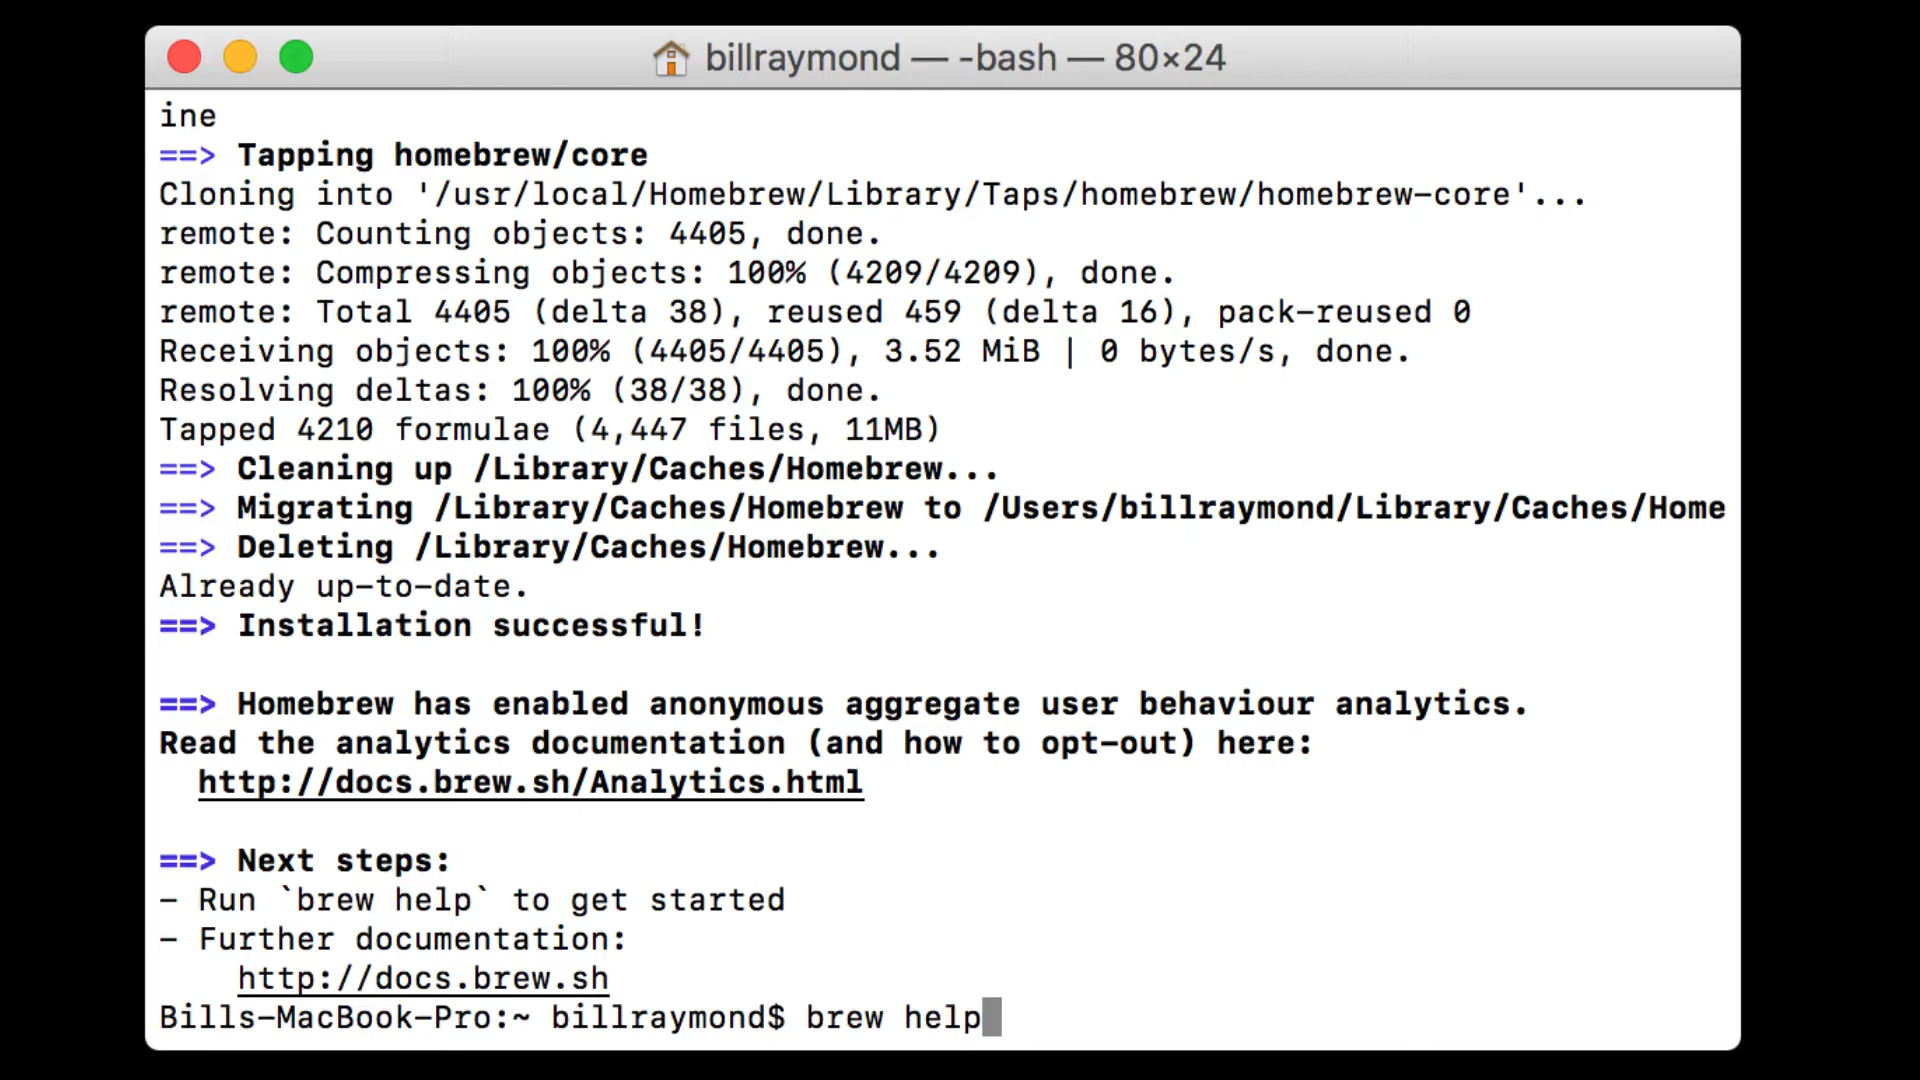 billraymond — -bash — 80×24
ine
==> Tapping homebrew/core
Cloning into '/usr/local/Homebrew/Library/Taps/homebrew/homebrew-core'...
remote: Counting objects: 4405, done.
remote: Compressing objects: 100% (4209/4209), done.
remote: Total 4405 (delta 38), reused 459 (delta 16), pack-reused 0
Receiving objects: 100% (4405/4405), 3.52 MiB | 0 bytes/s, done.
Resolving deltas: 100% (38/38), done.
Tapped 4210 formulae (4,447 files, 11MB)
==> Cleaning up /Library/Caches/Homebrew...
==> Migrating /Library/Caches/Homebrew to /Users/billraymond/Library/Caches/Home
==> Deleting /Library/Caches/Homebrew...
Already up-to-date.
==> Installation successful!
==> Homebrew has enabled anonymous aggregate user behaviour analytics.
Read the analytics documentation (and how to opt-out) here:
http://docs.brew.sh/Analytics.html
==> Next steps:
- Run `brew help` to get started
- Further documentation:
http://docs.brew.sh
Bills-MacBook-Pro:~ billraymond$ brew help